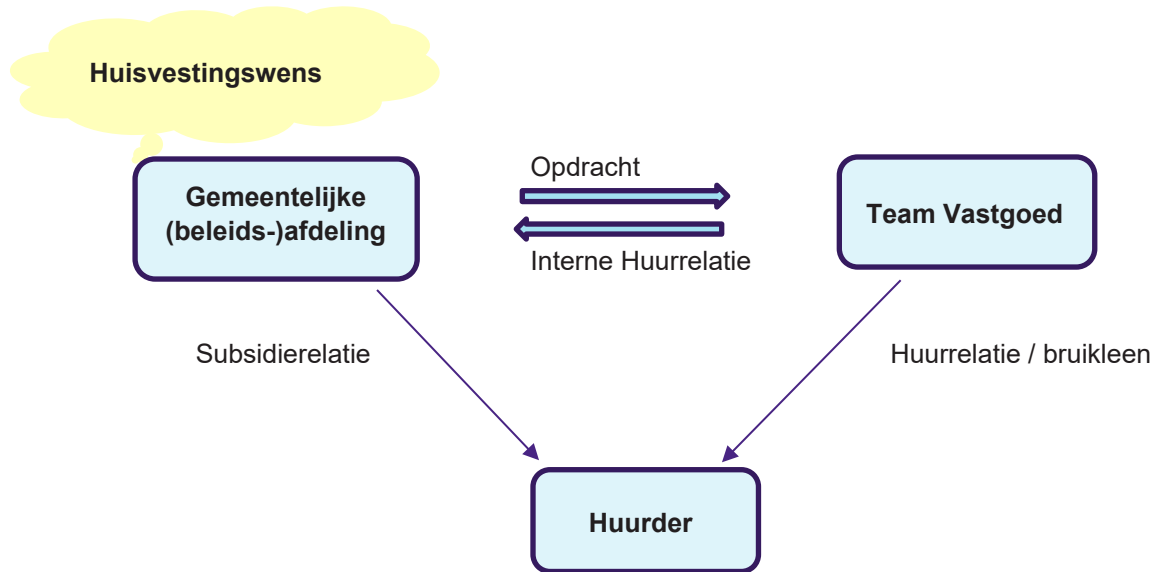 Huisvestingswens
Gemeentelijke
(beleids-)afdeling
Opdracht
Interne Huurrelatie
Team Vastgoed
Subsidierelatie
Huurrelatie / bruikleen
Huurder